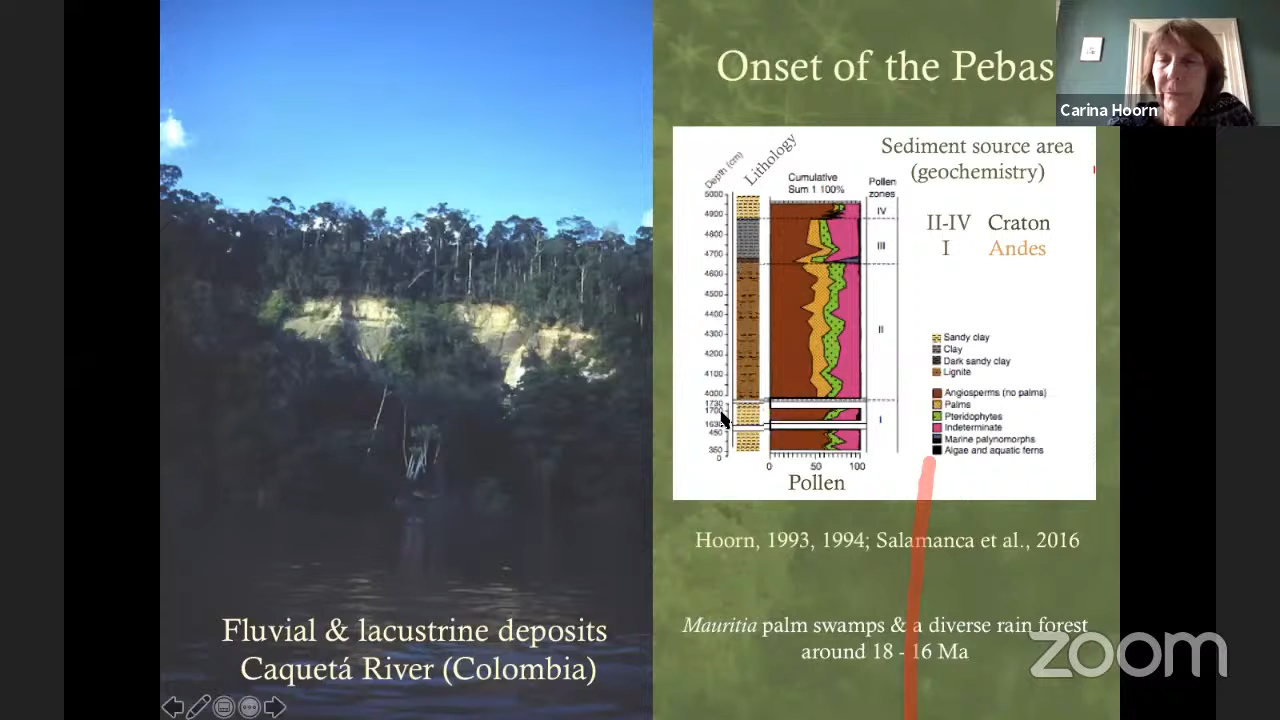 Onset of the Pebas
Carina Hoorn
Depth (cm)
Lithology
Cumulative
Sum 1 100%
Pollen
zones
Sediment source area
(geochemistry)
II-IV Craton
I Andes
5000
4900
4800
4700
4600
4500
4400
4300
4200
4100
4000
1730
1700
1630
450
350
0
IV
III
II
I
0 50 100
Pollen
Sandy clay
Clay
Dark sandy clay
Lignite
Angiosperms (no palms)
Palms
Pteridophytes
Indeterminate
Marine palynomorphs
Algae and aquatic ferns
Hoorn, 1993, 1994; Salamanca et al., 2016
Fluvial & lacustrine deposits
Caquetá River (Colombia)
Mauritia palm swamps & a diverse rain forest
around 18 - 16 Ma
zoom